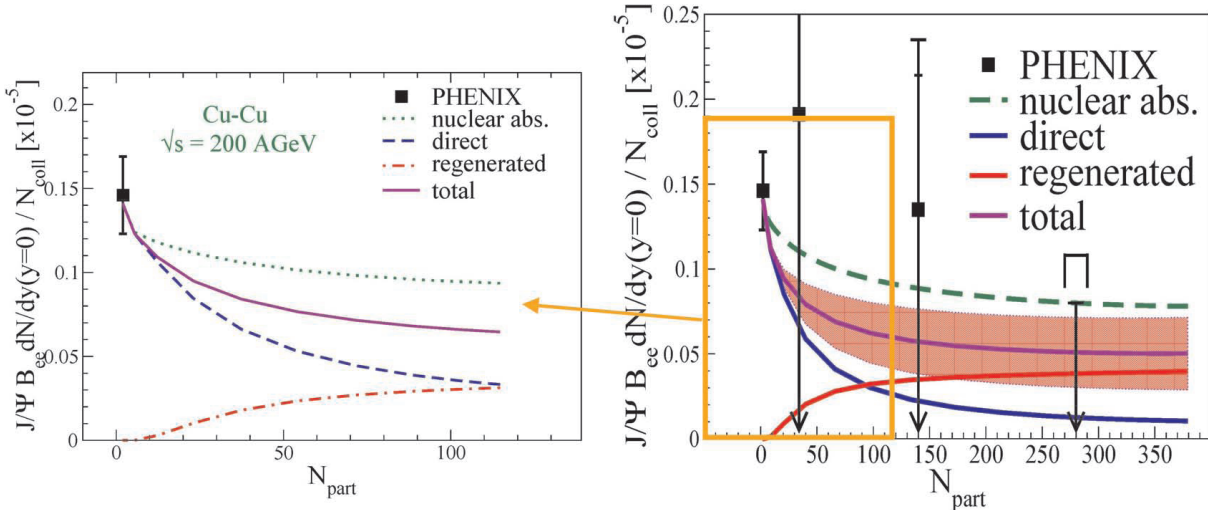 J/Ψ B_ee dN/dy(y=0) / N_coll [x10^-5]
0.2
0.15
0.1
0.05
0
Cu-Cu
√s = 200 AGeV
PHENIX
nuclear abs.
direct
regenerated
total
0
50
100
N_part
J/Ψ B_ee dN/dy(y=0) / N_coll [x10^-5]
0.25
0.2
0.15
0.1
0.05
0
PHENIX
nuclear abs.
direct
regenerated
total
0
50
100
150
200
250
300
350
N_part